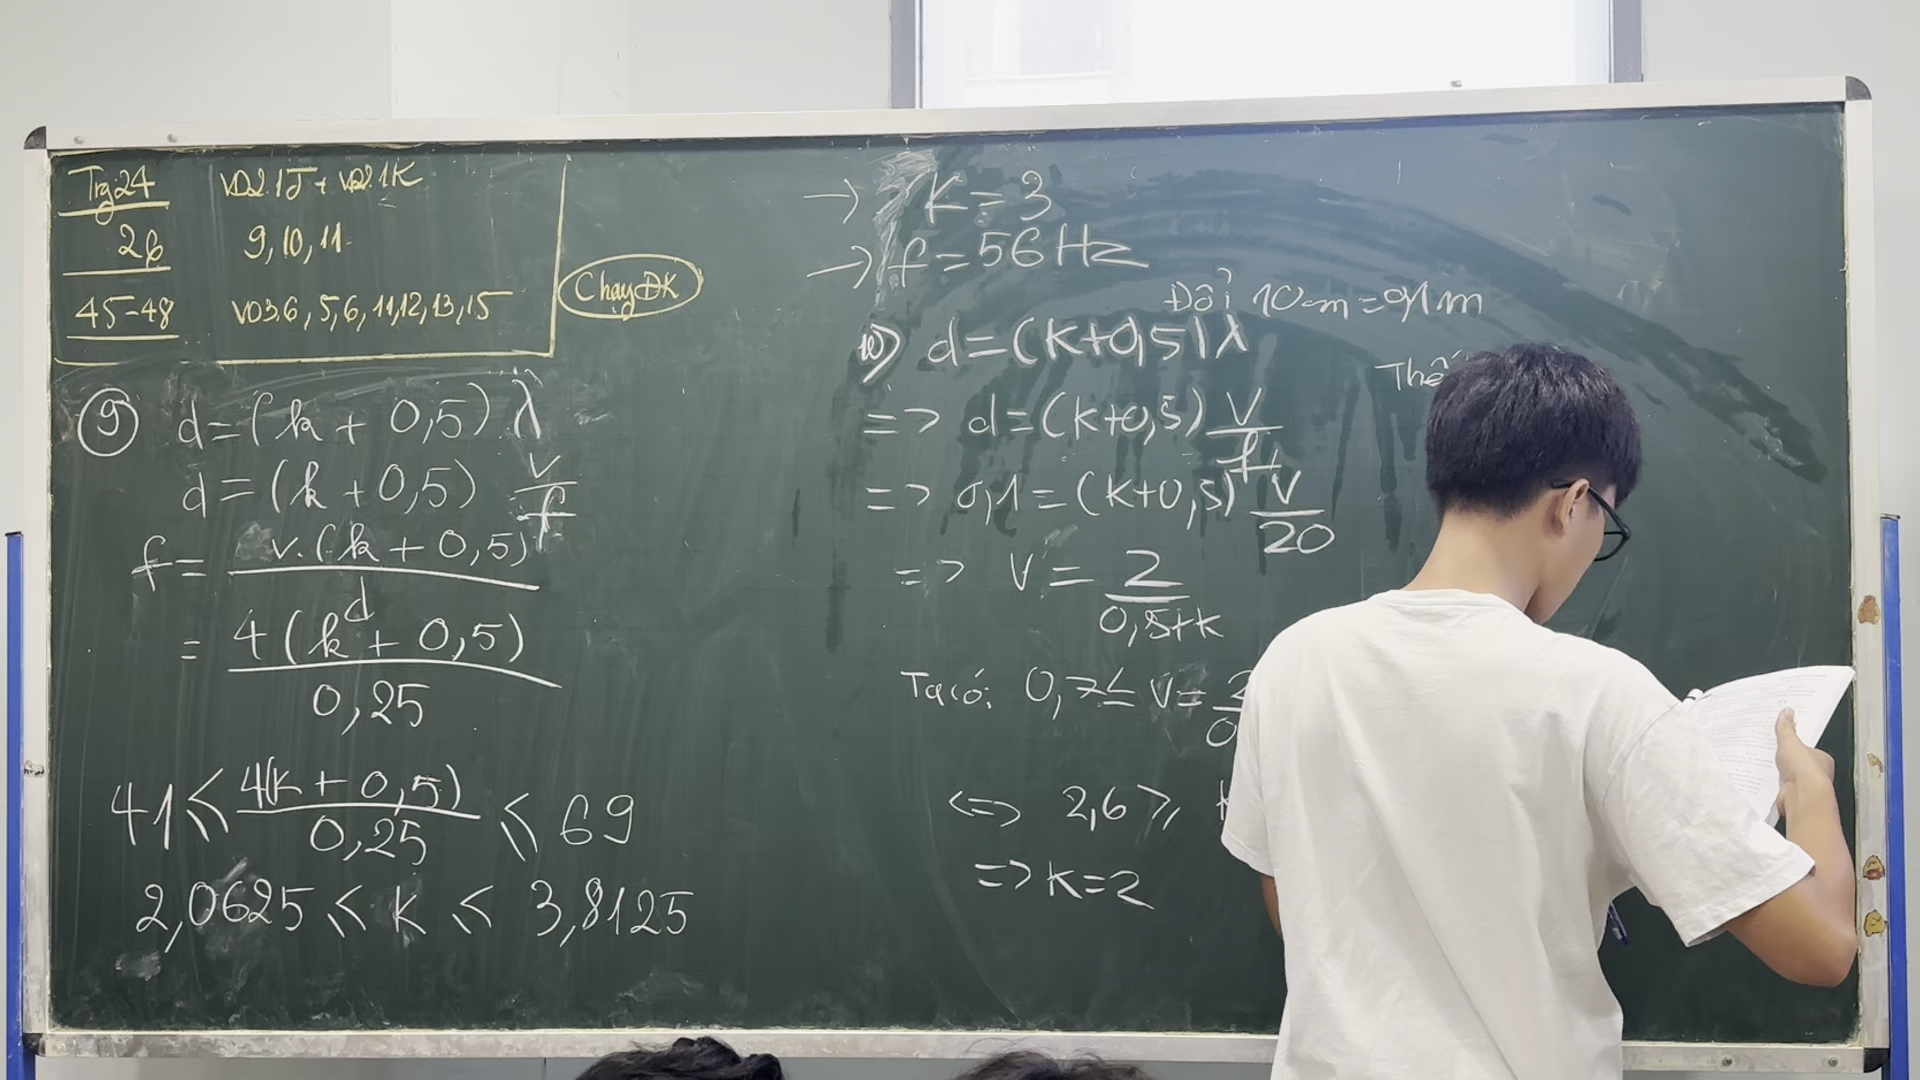 Trg24 VD2.1J + VD2.1K
26 9, 10, 11
45-48 VD3.6, 5, 6, 11, 12, 13, 15
Chạy ĐK
⑨ d = (k + 0,5) λ
d = (k + 0,5) v/f
f = v.(k + 0,5)/d
= 4(k + 0,5)/0,25
41 ≤ 4(k + 0,5)/0,25 ≤ 69
2,0625 ≤ k ≤ 3,8125
→ k = 3
→ f = 56 Hz
Đổi 10cm = 0,1m
10) d = (k+0,5)λ
=> d = (k+0,5) v/f
=> 0,1 = (k+0,5) v/20
=> v = 2/(0,5+k)
Ta có: 0,7 ≤ v =
<=> 2,6 ≥
=> k = 2